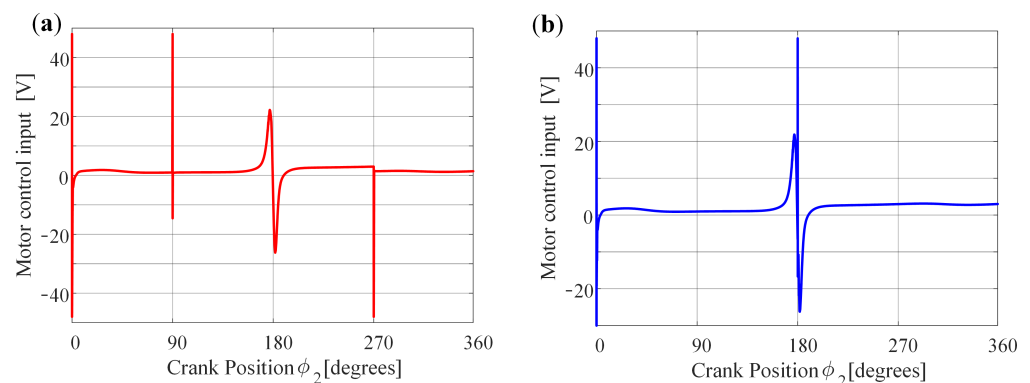 (a)
Motor control input [V]
40
20
0
-20
-40
0 90 180 270 360
Crank Position ϕ2 [degrees]
(b)
Motor control input [V]
40
20
0
-20
0 90 180 270 360
Crank Position ϕ2 [degrees]